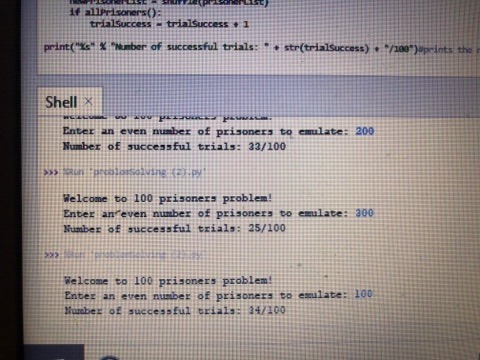 newPrisonerList = shuffle(prisonerList)
if allPrisoners():
trialSuccess = trialSuccess + 1
print("%s" % "Number of successful trials: " + str(trialSuccess) + "/100")#prints the
Shell ×
Welcome to 100 prisoners problem!
Enter an even number of prisoners to emulate: 200
Number of successful trials: 33/100
>>> %Run 'problemSolving (2).py'
Welcome to 100 prisoners problem!
Enter an even number of prisoners to emulate: 300
Number of successful trials: 25/100
>>> %Run 'problemSolving (2).py'
Welcome to 100 prisoners problem!
Enter an even number of prisoners to emulate: 100
Number of successful trials: 34/100